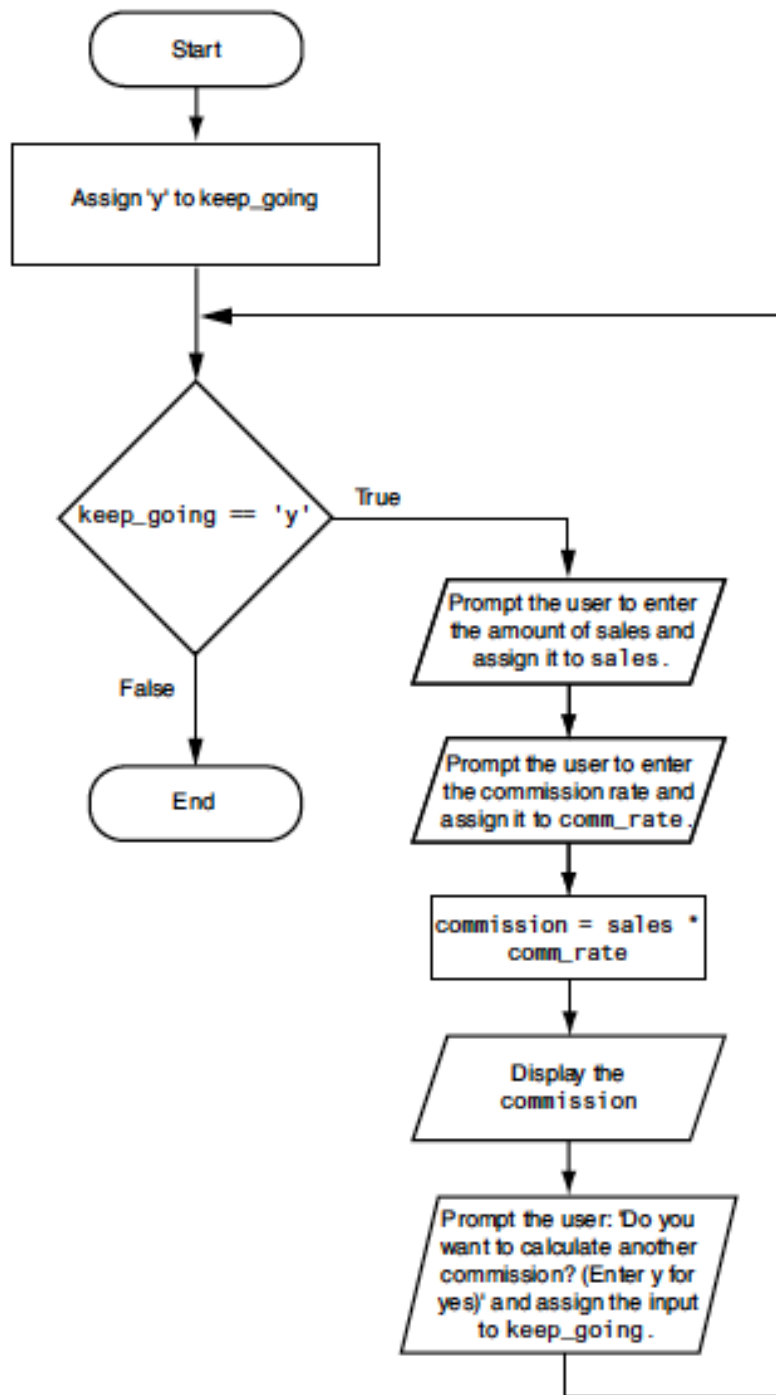 Start
Assign 'y' to keep_going
keep_going == 'y'
True
Prompt the user to enter
the amount of sales and
assign it to sales.
False
Prompt the user to enter
the commission rate and
assign it to comm_rate.
End
commission = sales *
comm_rate
Display the
commission
Prompt the user: 'Do you
want to calculate another
commission? (Enter y for
yes)' and assign the input
to keep_going.